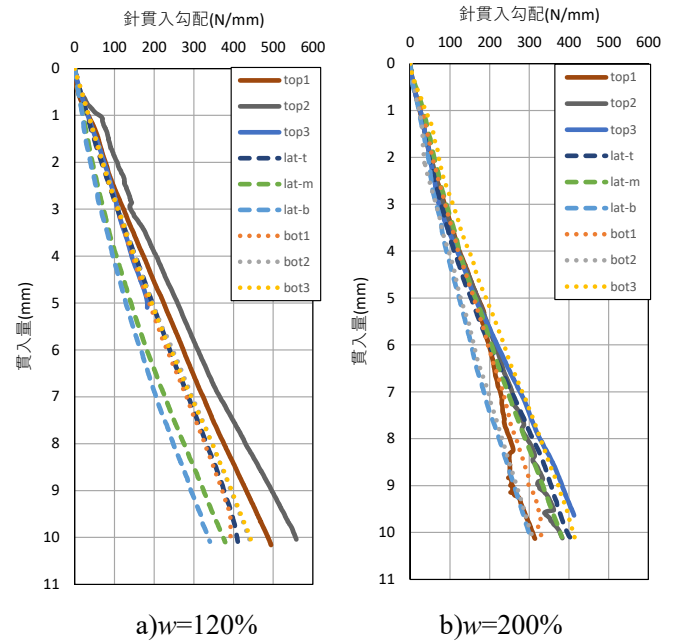 針貫入勾配(N/mm)
0 100 200 300 400 500 600
0
1
2
3
4
5
6
7
8
9
10
11
貫入量(mm)
top1
top2
top3
lat-t
lat-m
lat-b
bot1
bot2
bot3
a)w=120%
針貫入勾配(N/mm)
0 100 200 300 400 500 600
0
1
2
3
4
5
6
7
8
9
10
11
貫入量(mm)
top1
top2
top3
lat-t
lat-m
lat-b
bot1
bot2
bot3
b)w=200%